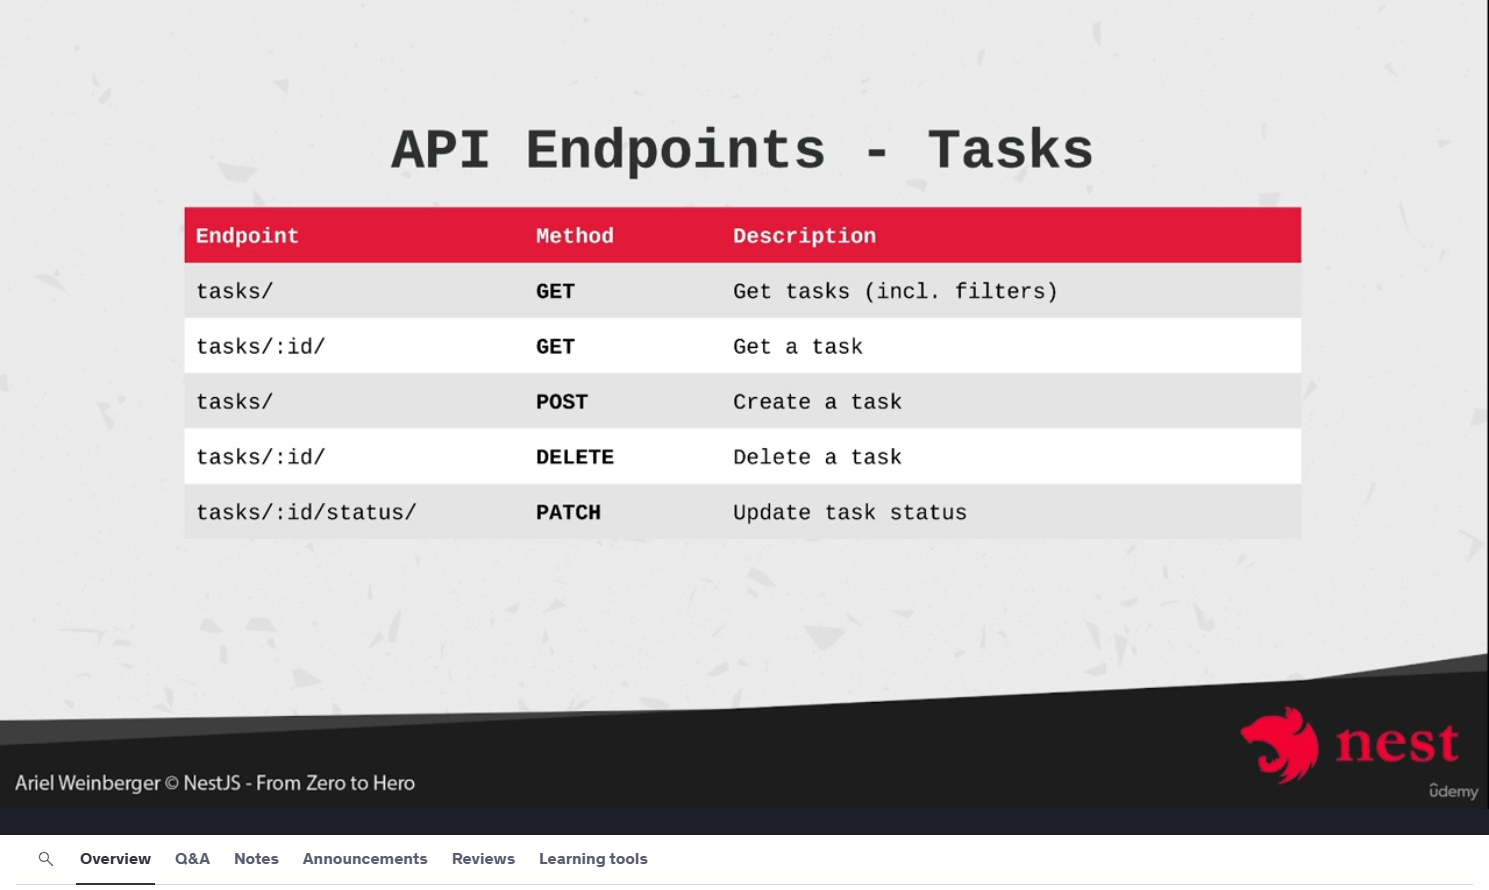 API Endpoints - Tasks
Endpoint Method Description
tasks/ GET Get tasks (incl. filters)
tasks/:id/ GET Get a task
tasks/ POST Create a task
tasks/:id/ DELETE Delete a task
tasks/:id/status/ PATCH Update task status
nest
Ariel Weinberger © NestJS - From Zero to Hero
ûdemy
Overview Q&A Notes Announcements Reviews Learning tools